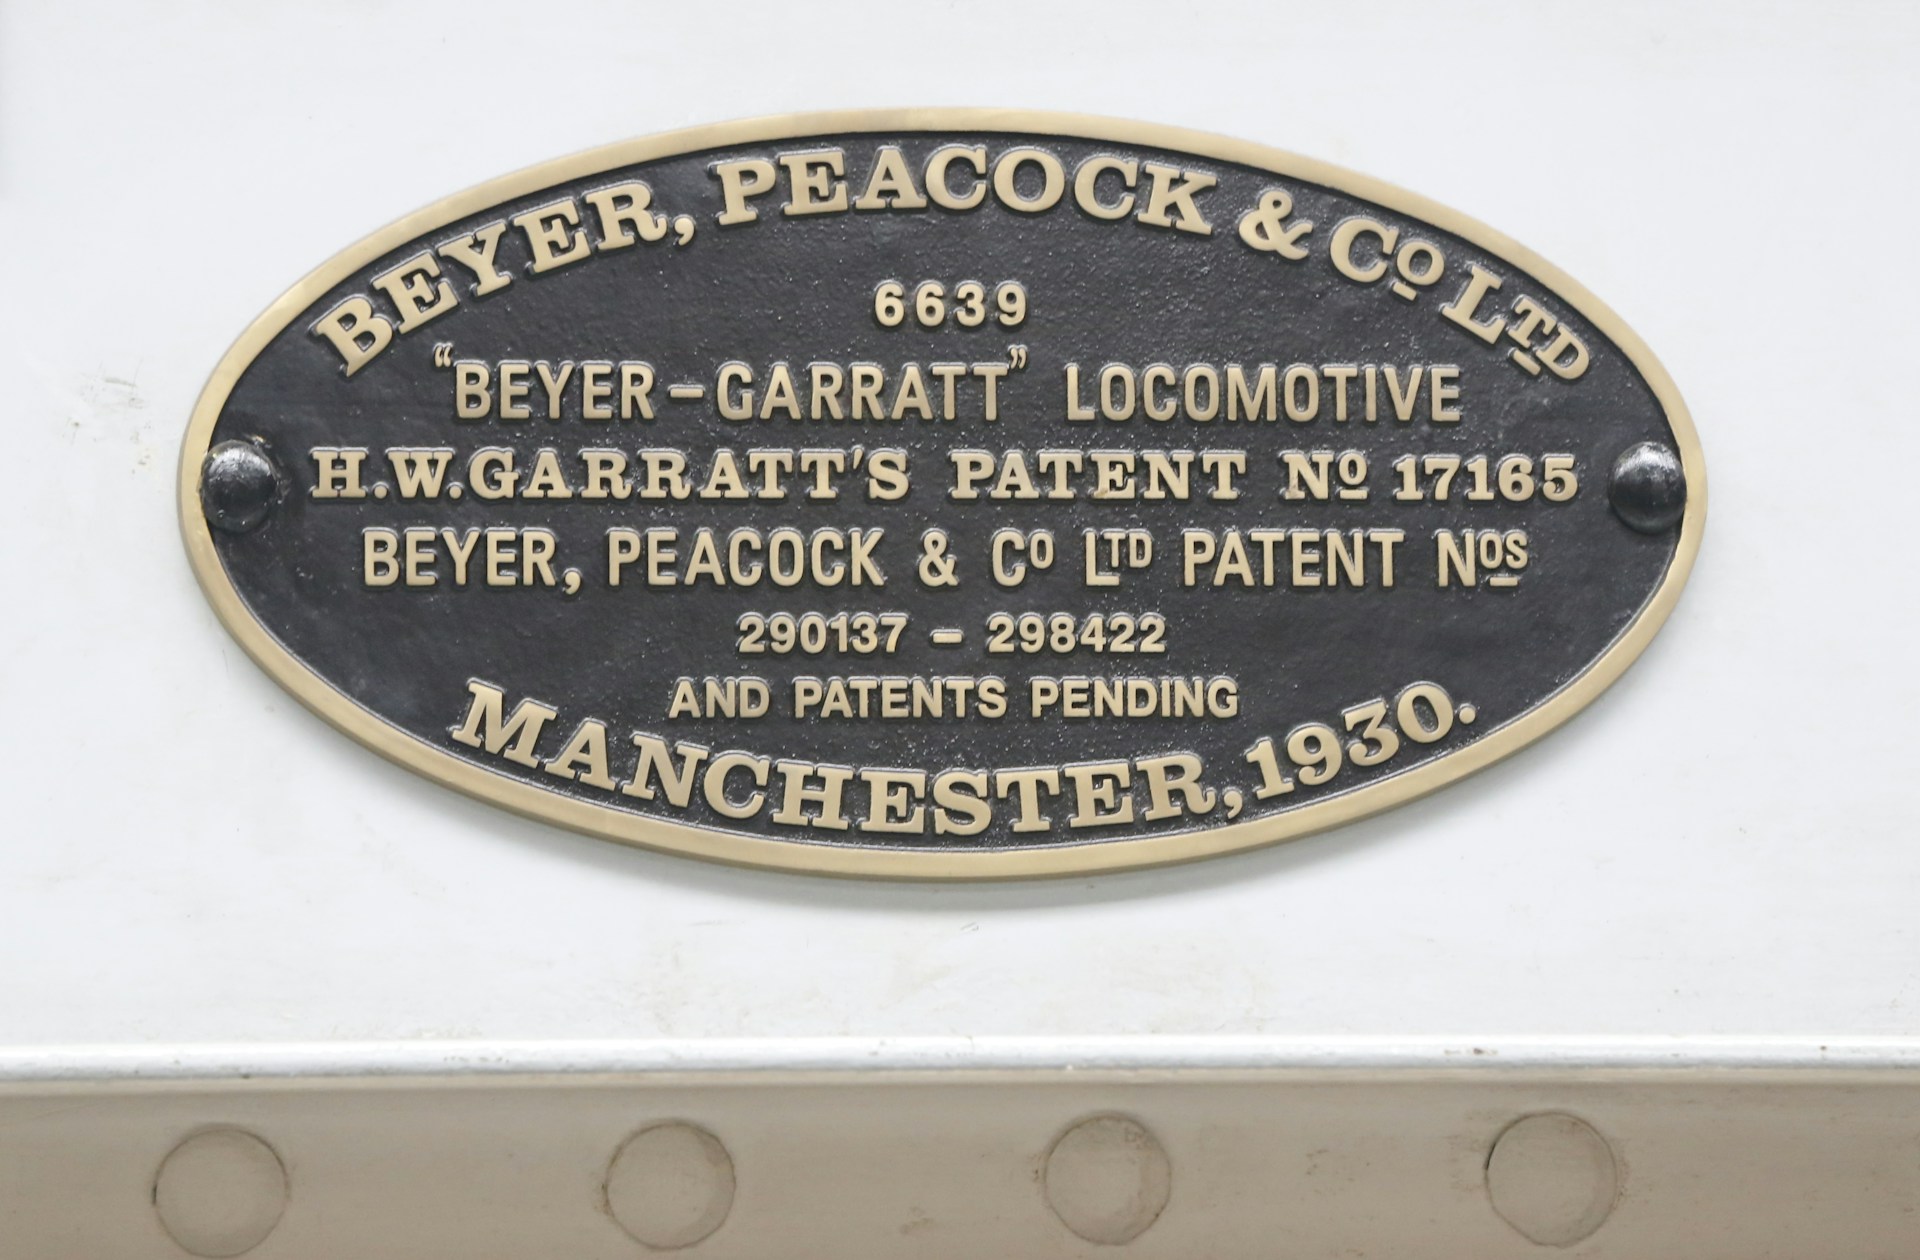 BEYER, PEACOCK & CO LTD
6639
"BEYER-GARRATT" LOCOMOTIVE
H.W.GARRATT'S PATENT NO 17165
BEYER, PEACOCK & CO LTD PATENT NOS
290137 - 298422
AND PATENTS PENDING
MANCHESTER, 1930.